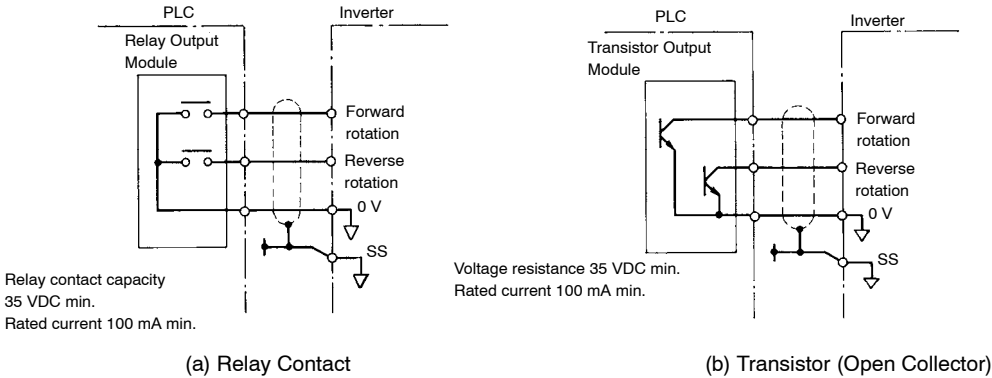 PLC
Inverter
Relay Output
Module
Forward
rotation
Reverse
rotation
0 V
SS
Relay contact capacity
35 VDC min.
Rated current 100 mA min.
(a) Relay Contact
PLC
Inverter
Transistor Output
Module
Forward
rotation
Reverse
rotation
0 V
SS
Voltage resistance 35 VDC min.
Rated current 100 mA min.
(b) Transistor (Open Collector)